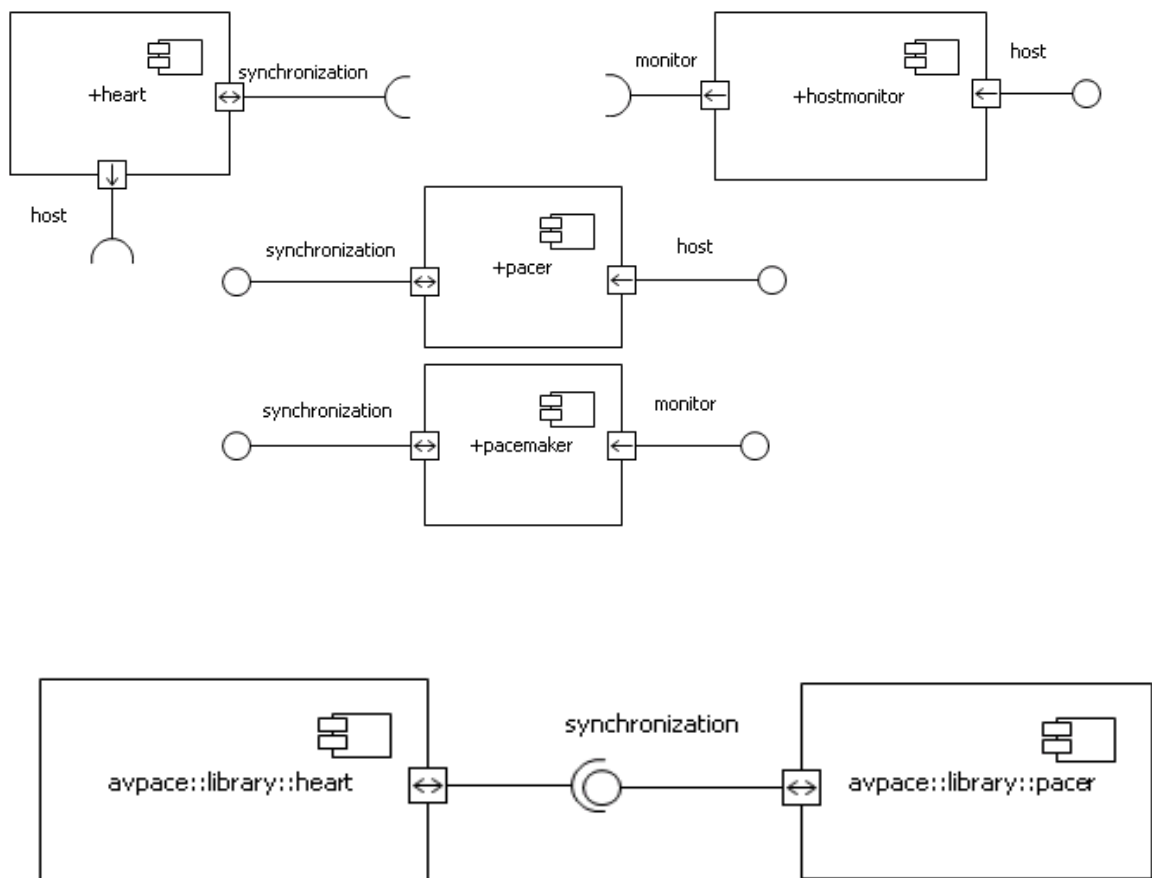 synchronization
+heart
host
monitor
+hostmonitor
host
synchronization
+pacer
host
synchronization
+pacemaker
monitor
synchronization
avpace::library::heart
avpace::library::pacer